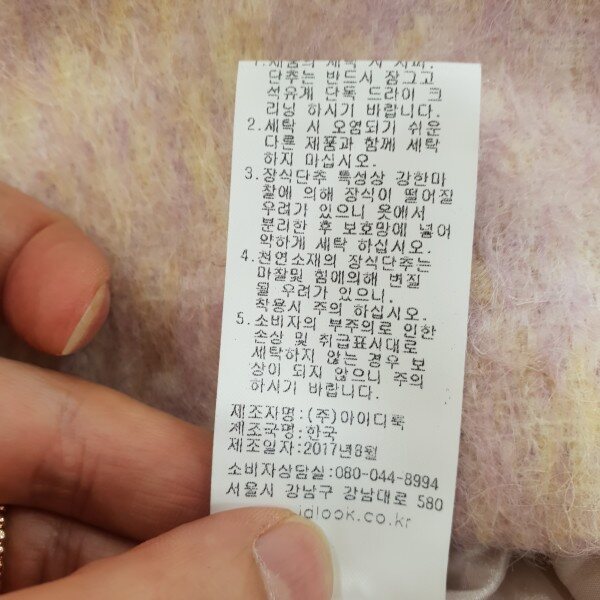 1.제품의 세탁 시 지퍼.
단추는 반드시 잠그고
석유계 단독 드라이 크
리닝 하시기 바랍니다.
2.세탁 시 오염되기 쉬운
다른 제품과 함께 세탁
하지 마십시오.
3.장식단추 특성상 강한마
찰에 의해 장식이 떨어질
우려가 있으니 옷에서
분리한 후 보호망에 넣어
약하게 세탁 하십시오.
4.천연소재의 장식단추는
마찰및 힘에의해 변질
될 우려가 있으니.
착용시 주의 하십시오.
5.소비자의 부주의로 인한
손상 및 취급표시대로
세탁하지 않는 경우 보
상이 되지 않으니 주의
하시기 바랍니다.
제조자명:(주)아이디룩
제조국명:한국
제조일자:2017년8월
소비자상담실:080-044-8994
서울시 강남구 강남대로 580
.idlook.co.kr